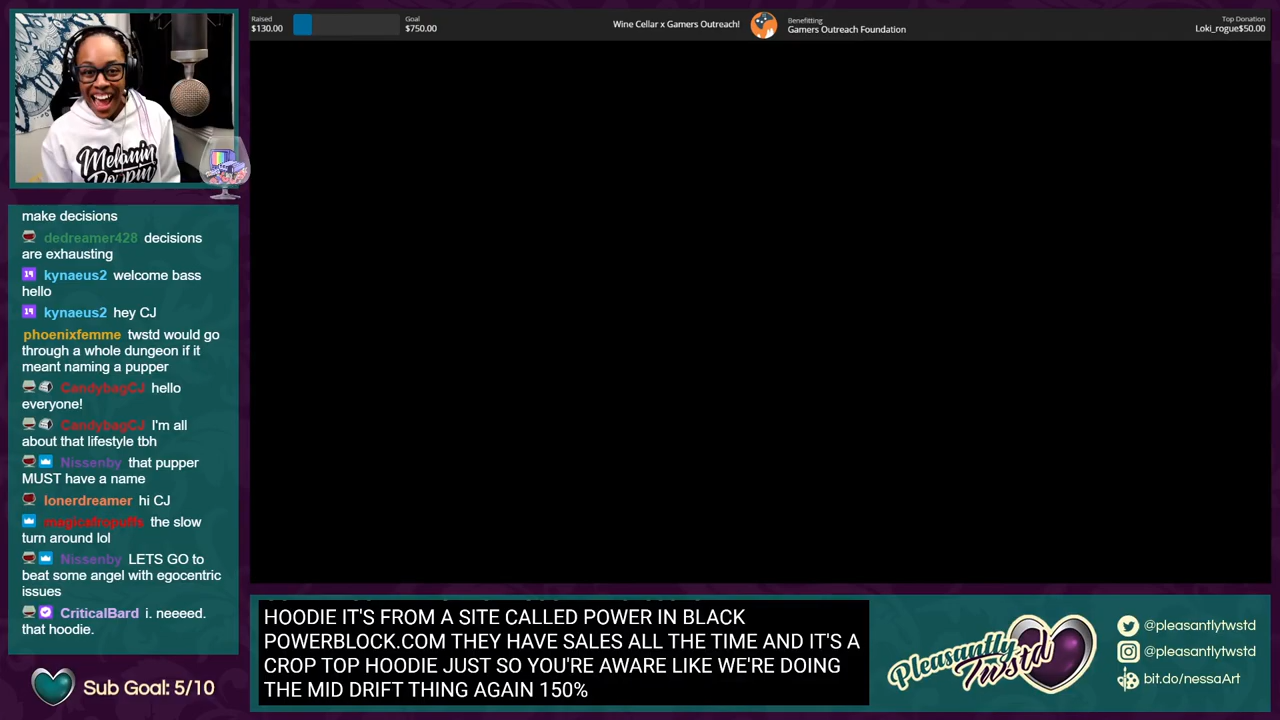 Raised
$130.00
Goal
$750.00
Wine Cellar x Gamers Outreach!
Benefitting
Gamers Outreach Foundation
Top Donation
Loki_rogue$50.00
Melanin
Poppin
make decisions
dedreamer428 decisions
are exhausting
kynaeus2 welcome bass
hello
kynaeus2 hey CJ
phoenixfemme twstd would go
through a whole dungeon if it
meant naming a pupper
CandybagCJ hello
everyone!
CandybagCJ I'm all
about that lifestyle tbh
Nissenby that pupper
MUST have a name
lonerdreamer hi CJ
magicafropuffs the slow
turn around lol
Nissenby LETS GO to
beat some angel with egocentric
issues
CriticalBard i. neeeed.
that hoodie.
Sub Goal: 5/10
HOODIE IT'S FROM A SITE CALLED POWER IN BLACK
POWERBLOCK.COM THEY HAVE SALES ALL THE TIME AND IT'S A
CROP TOP HOODIE JUST SO YOU'RE AWARE LIKE WE'RE DOING
THE MID DRIFT THING AGAIN 150%
Pleasantly
Twstd
@pleasantlytwstd
@pleasantlytwstd
bit.do/nessaArt